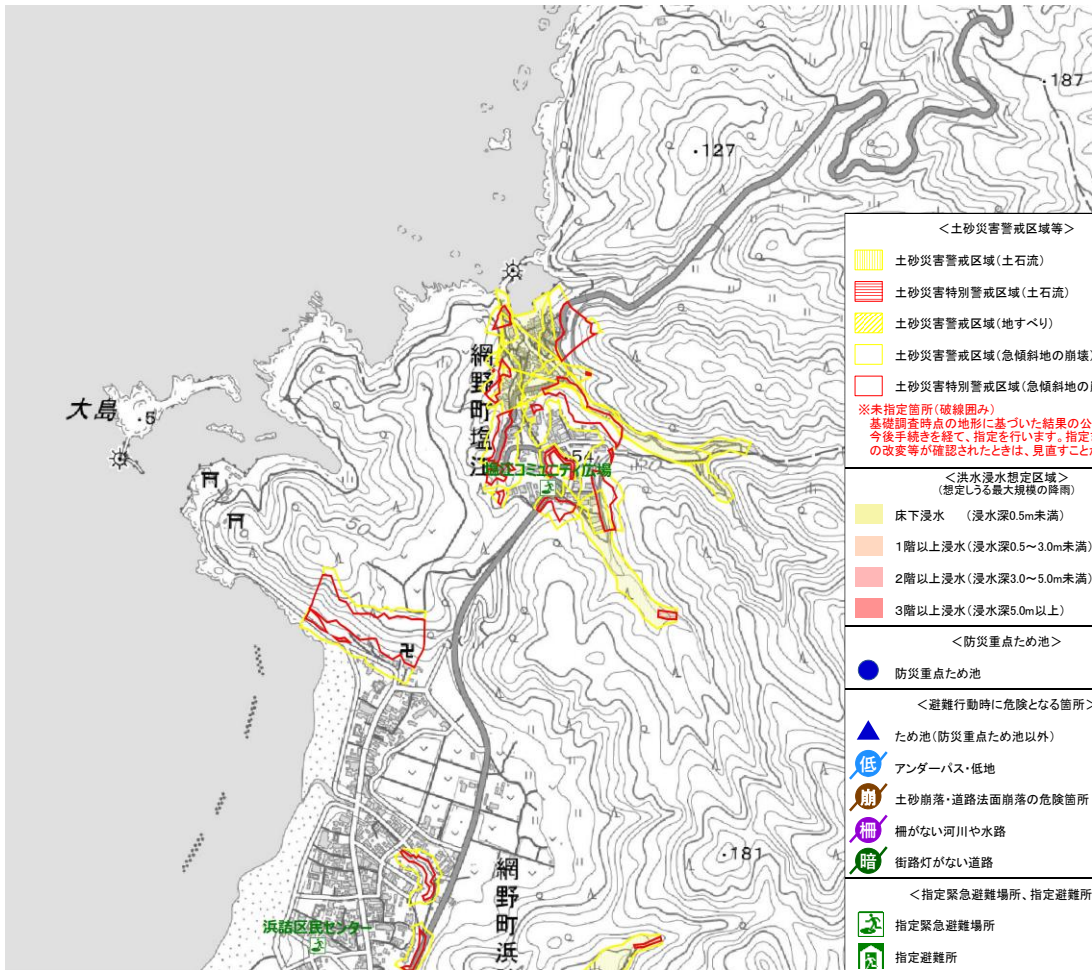 187
127
網野町塩江
大島
5
54
塩江コミュニティ広場
50
卍
181
網野町浜
浜詰区民センター
＜土砂災害警戒区域等＞
土砂災害警戒区域（土石流）
土砂災害特別警戒区域（土石流）
土砂災害警戒区域（地すべり）
土砂災害警戒区域（急傾斜地の崩壊
土砂災害特別警戒区域（急傾斜地の
※未指定箇所（破線囲み）
基礎調査時点の地形に基づいた結果の公
今後手続きを経て、指定を行います。指定
の改変等が確認されたときは、見直すことが
＜洪水浸水想定区域＞
（想定しうる最大規模の降雨）
床下浸水　（浸水深0.5m未満）
1階以上浸水（浸水深0.5～3.0m未満）
2階以上浸水（浸水深3.0～5.0m未満）
3階以上浸水（浸水深5.0m以上）
＜防災重点ため池＞
防災重点ため池
＜避難行動時に危険となる箇所＞
ため池（防災重点ため池以外）
低 アンダーパス・低地
崩 土砂崩落・道路法面崩落の危険箇所
柵 柵がない河川や水路
暗 街路灯がない道路
＜指定緊急避難場所、指定避難所
指定緊急避難場所
指定避難所